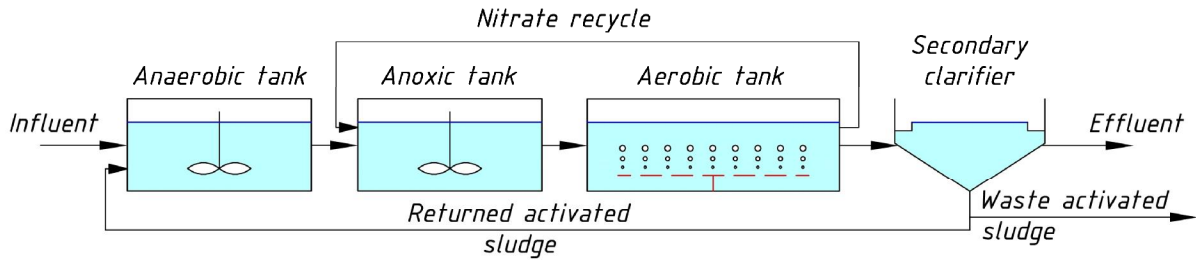 Nitrate recycle
Secondary
clarifier
Anaerobic tank
Anoxic tank
Aerobic tank
Influent
Effluent
Returned activated
sludge
Waste activated
sludge